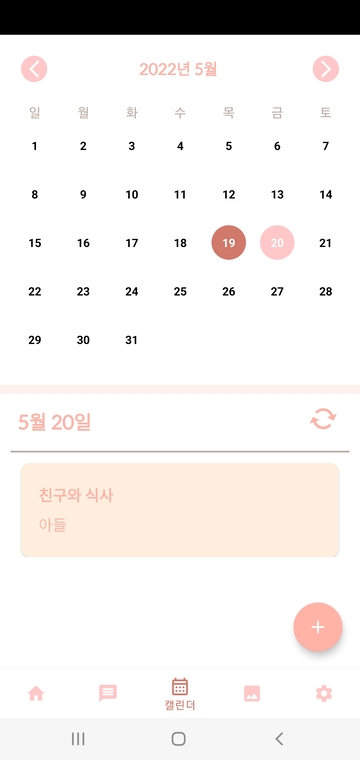 2022년 5월
일 월 화 수 목 금 토
1 2 3 4 5 6 7
8 9 10 11 12 13 14
15 16 17 18 19 20 21
22 23 24 25 26 27 28
29 30 31
5월 20일
친구와 식사
아들
+
캘린더